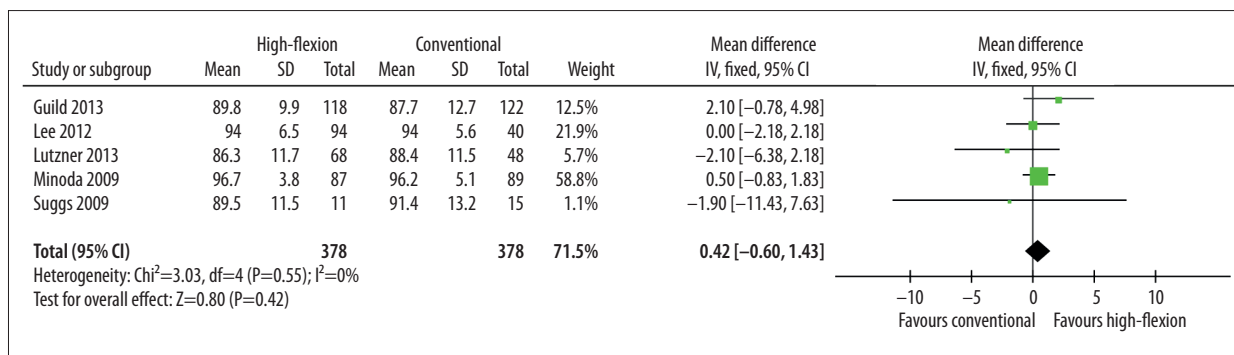 High-flexion Conventional Mean difference Mean difference
Study or subgroup Mean SD Total Mean SD Total Weight IV, fixed, 95% CI IV, fixed, 95% CI
Guild 2013 89.8 9.9 118 87.7 12.7 122 12.5% 2.10 [−0.78, 4.98]
Lee 2012 94 6.5 94 94 5.6 40 21.9% 0.00 [−2.18, 2.18]
Lutzner 2013 86.3 11.7 68 88.4 11.5 48 5.7% −2.10 [−6.38, 2.18]
Minoda 2009 96.7 3.8 87 96.2 5.1 89 58.8% 0.50 [−0.83, 1.83]
Suggs 2009 89.5 11.5 11 91.4 13.2 15 1.1% −1.90 [−11.43, 7.63]
Total (95% CI) 378 378 71.5% 0.42 [−0.60, 1.43]
Heterogeneity: Chi²=3.03, df=4 (P=0.55); I²=0%
Test for overall effect: Z=0.80 (P=0.42)
−10 −5 0 5 10
Favours conventional Favours high-flexion